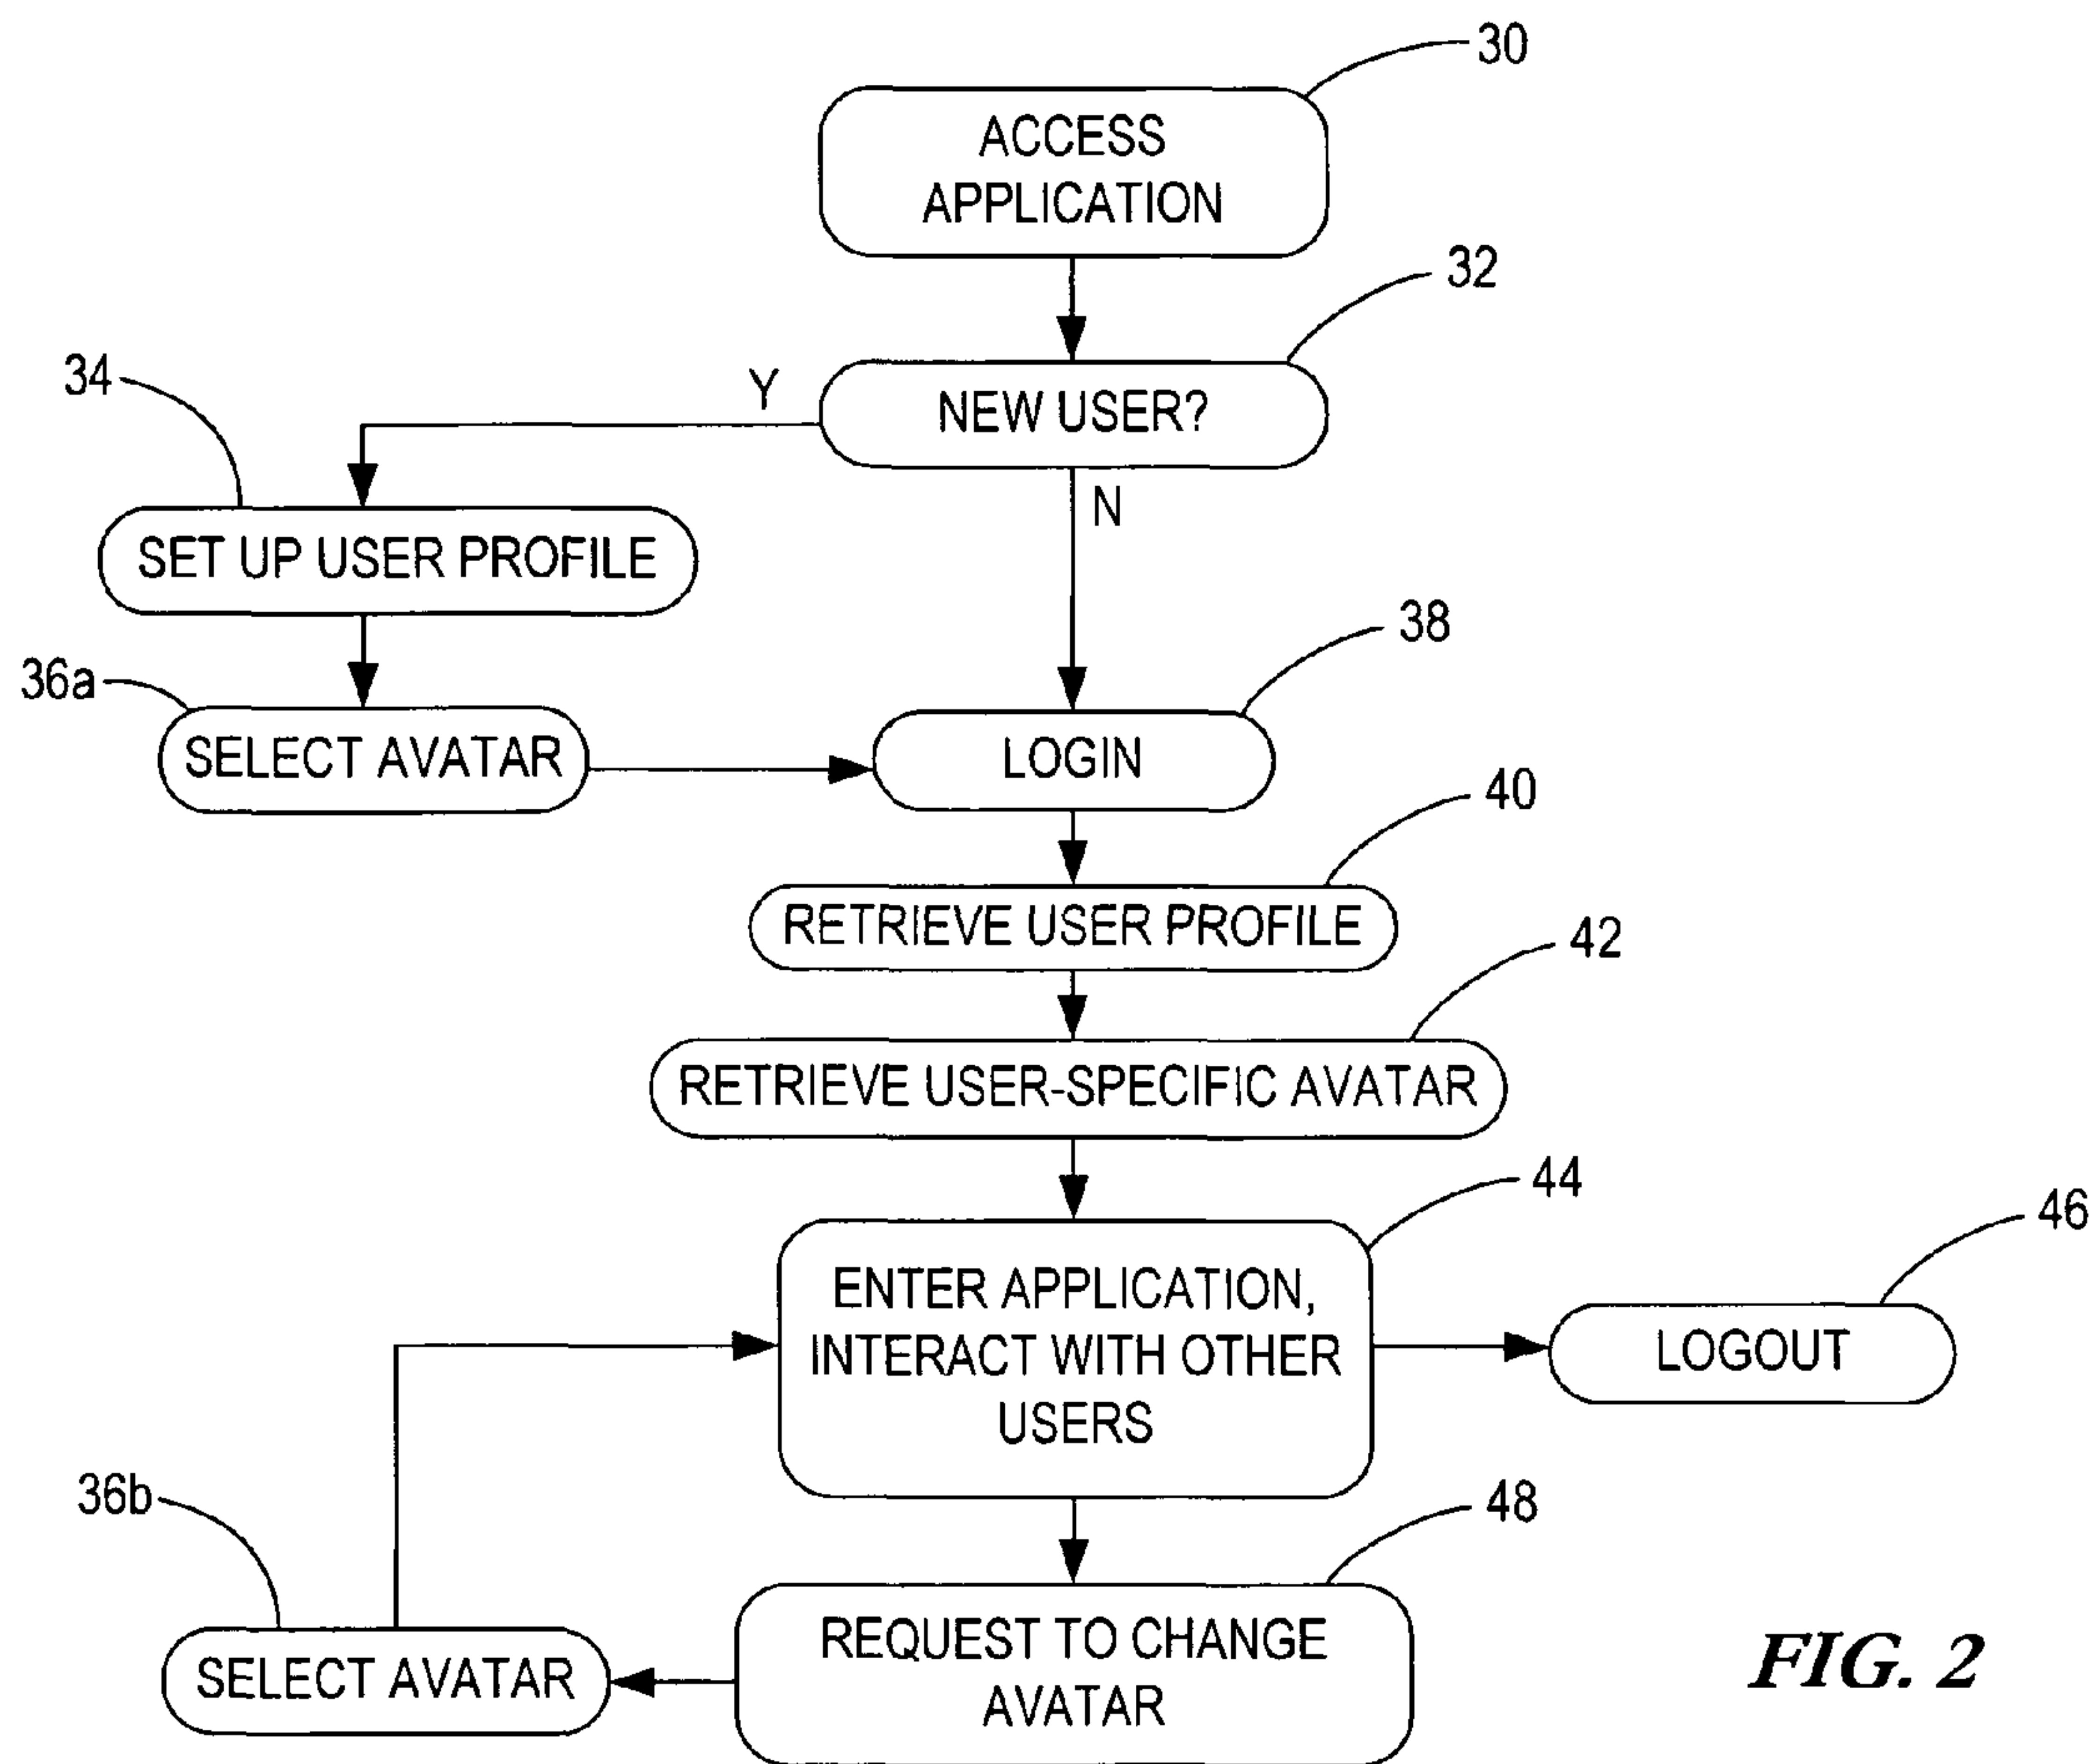 30
ACCESS
APPLICATION
32
NEW USER?
Y
N
34
SET UP USER PROFILE
36a
SELECT AVATAR
38
LOGIN
40
RETRIEVE USER PROFILE
42
RETRIEVE USER-SPECIFIC AVATAR
44
ENTER APPLICATION,
INTERACT WITH OTHER
USERS
46
LOGOUT
48
REQUEST TO CHANGE
AVATAR
36b
SELECT AVATAR
FIG. 2